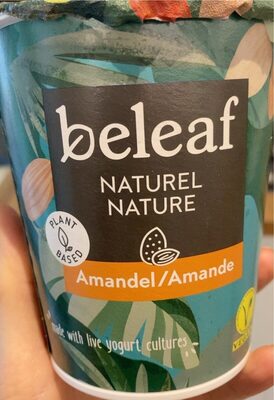 beleaf
NATUREL
NATURE
PLANT
BASED
Amandel/Amande
made with live yogurt cultures